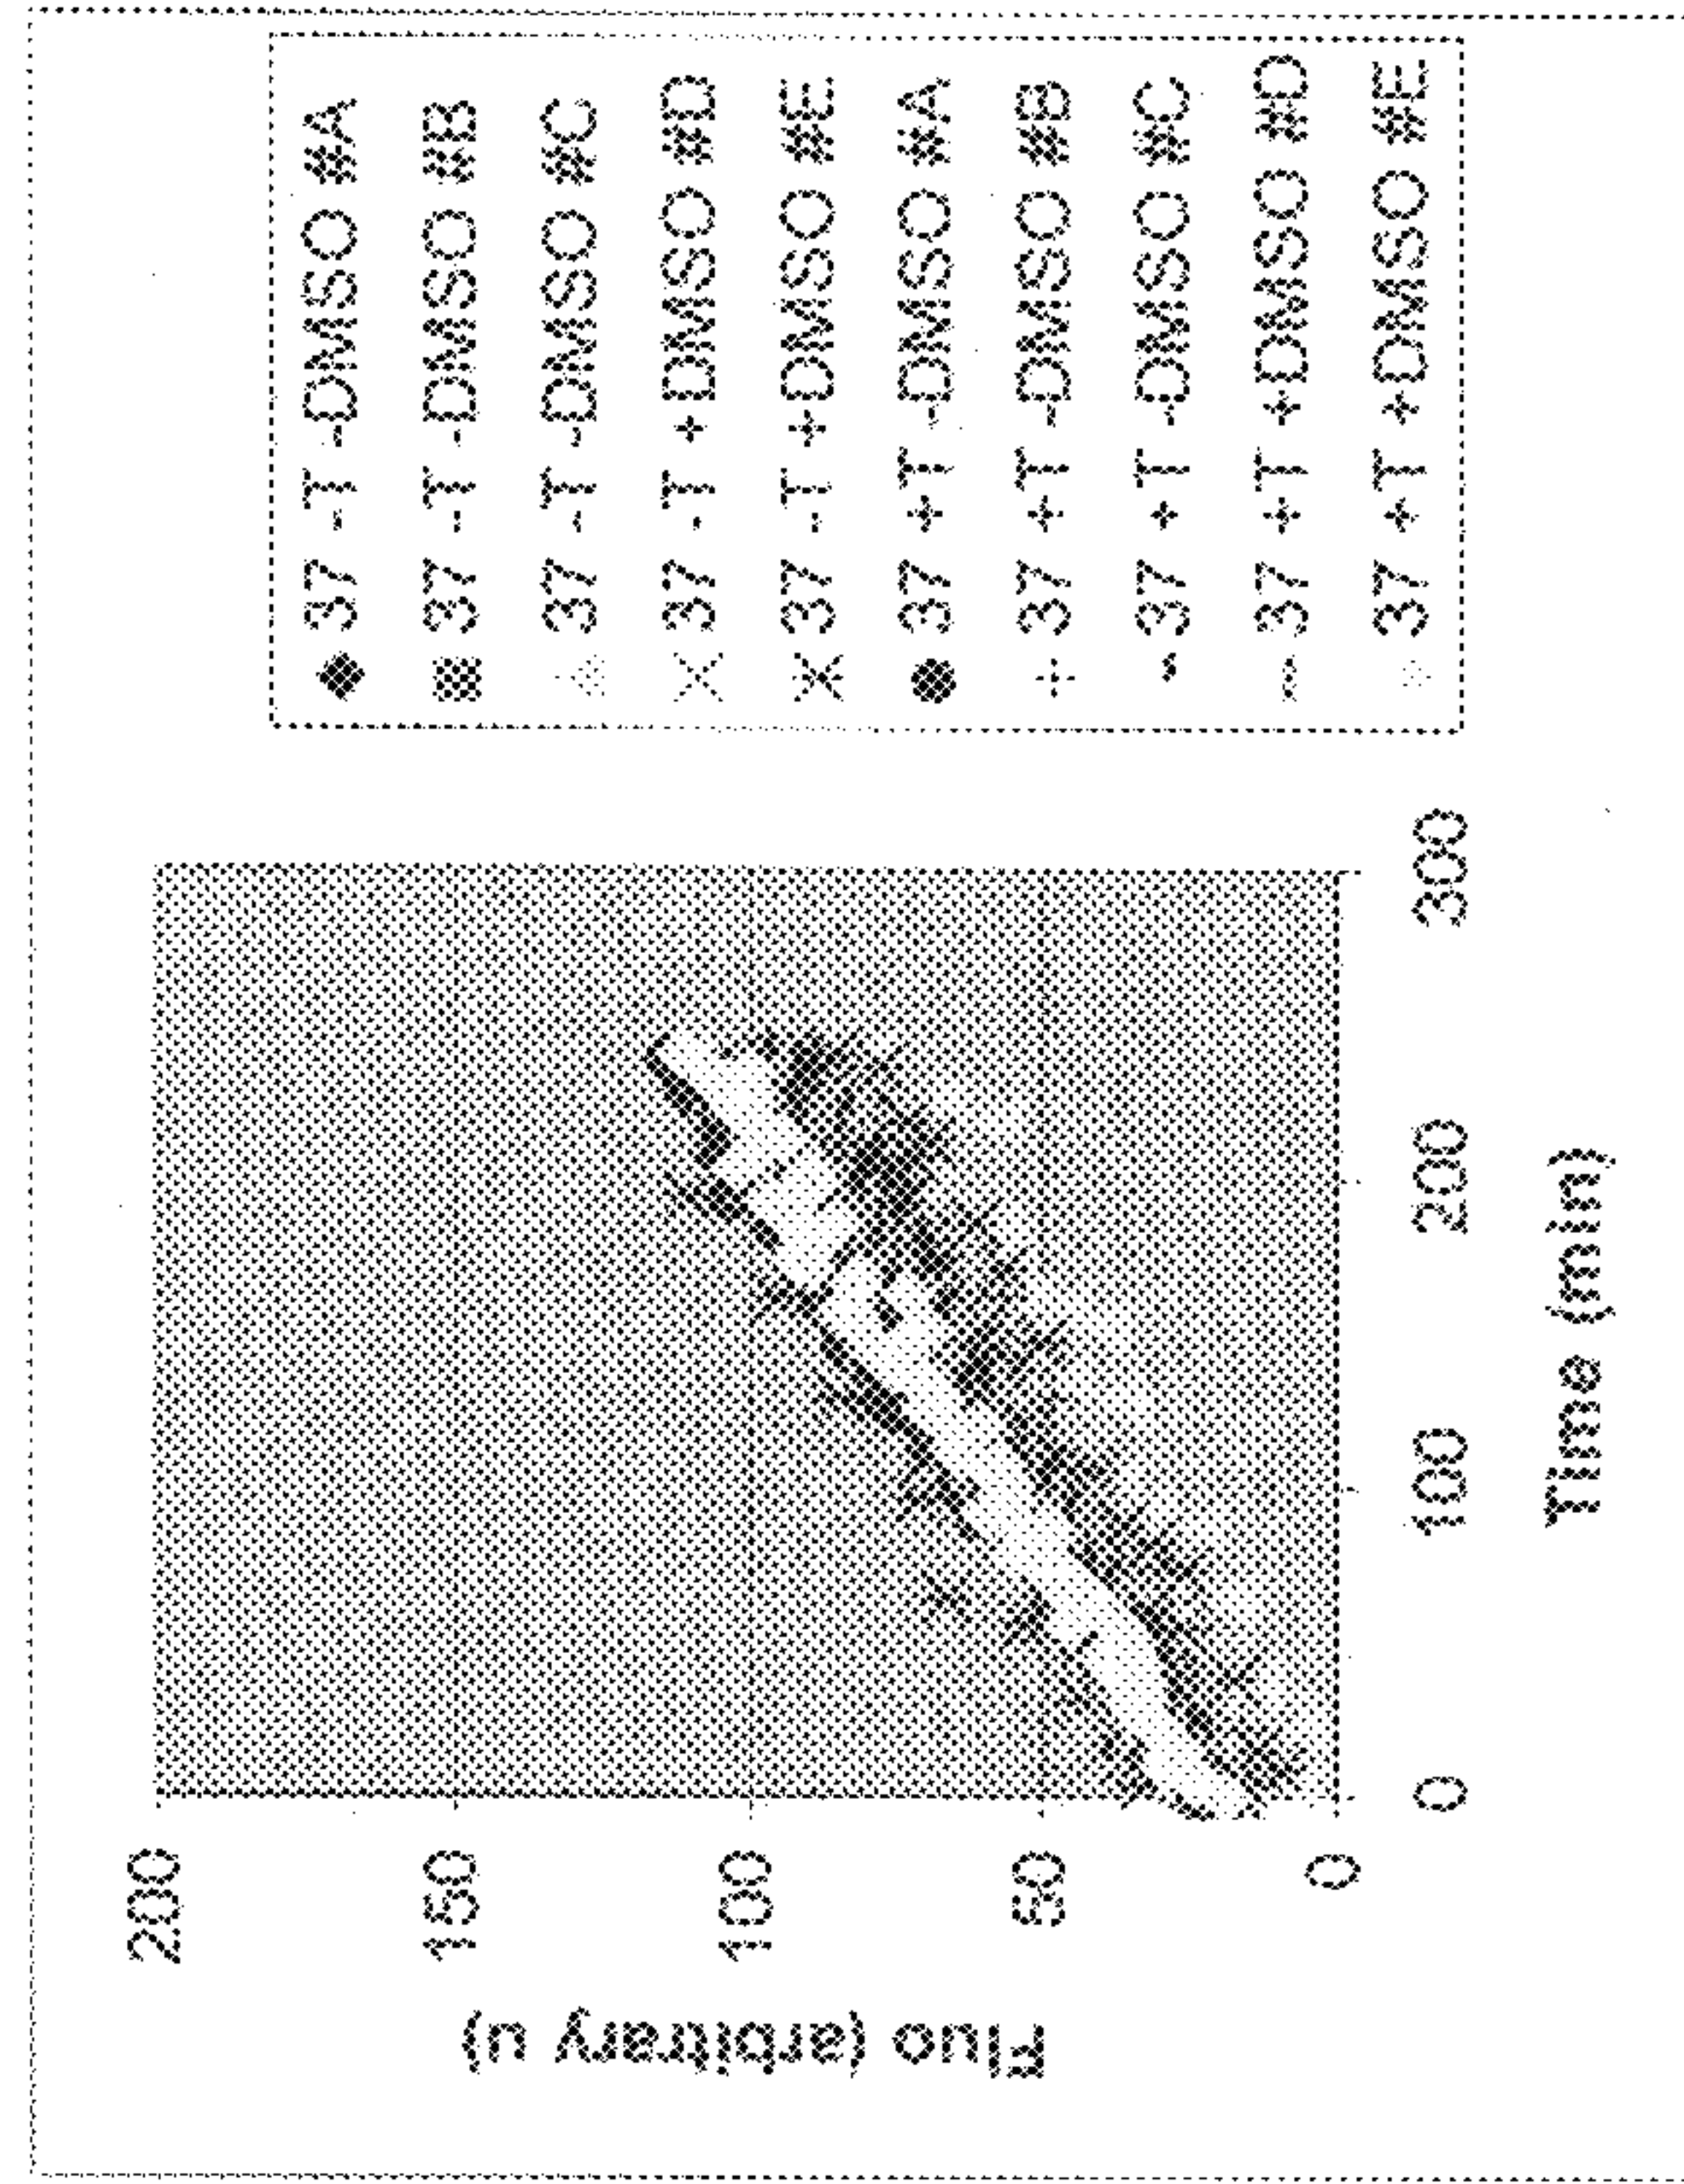 Fluo (arbitrary u)
200
150
100
50
0
0
100
200
300
Time (min)
37 -T -DMSO #A
37 -T -DMSO #B
37 -T -DMSO #C
37 -T +DMSO #D
37 -T +DMSO #E
37 +T -DMSO #A
37 +T -DMSO #B
37 +T -DMSO #C
37 +T +DMSO #D
37 +T +DMSO #E